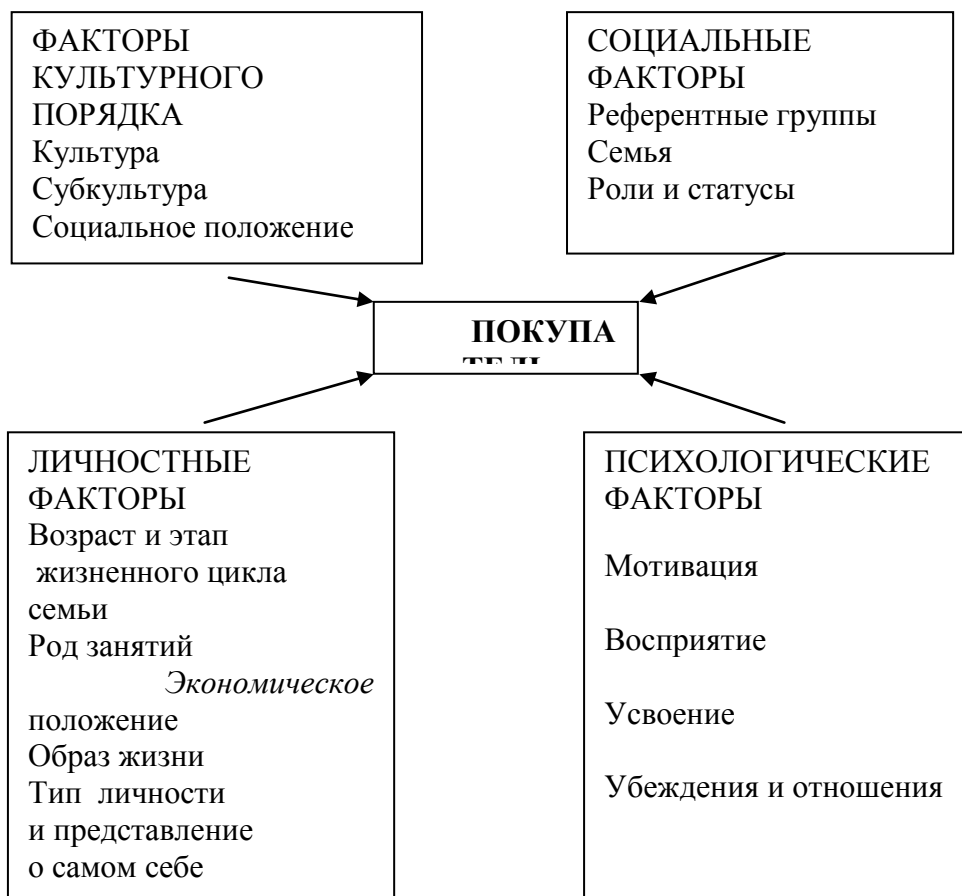 ФАКТОРЫ
КУЛЬТУРНОГО
ПОРЯДКА
Культура
Субкультура
Социальное положение
СОЦИАЛЬНЫЕ
ФАКТОРЫ
Референтные группы
Семья
Роли и статусы
ПОКУПА
ТЕЛЬ
ЛИЧНОСТНЫЕ
ФАКТОРЫ
Возраст и этап
жизненного цикла
семьи
Род занятий
Экономическое
положение
Образ жизни
Тип личности
и представление
о самом себе
ПСИХОЛОГИЧЕСКИЕ
ФАКТОРЫ
Мотивация
Восприятие
Усвоение
Убеждения и отношения